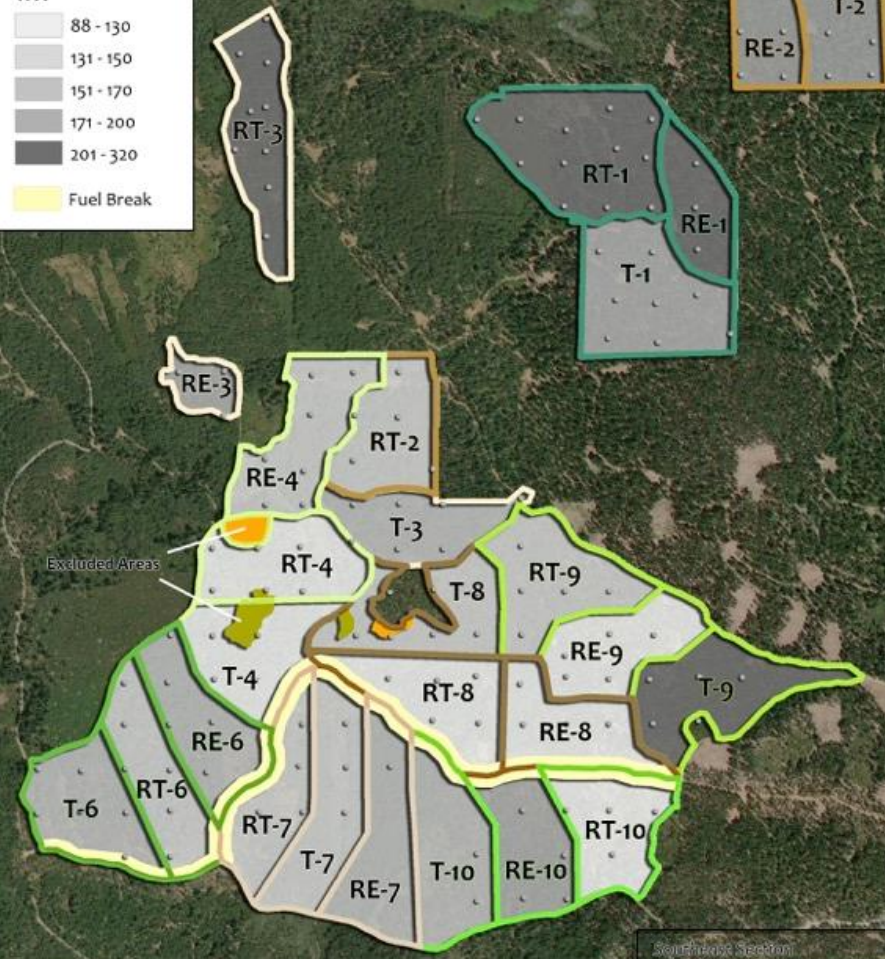 88 - 130
131 - 150
151 - 170
171 - 200
201 - 320
Fuel Break
T-2
RE-2
RT-3
RT-1
RE-1
T-1
RE-3
RT-2
RE-4
T-3
Excluded Areas
RT-4
T-8
RT-9
RE-9
T-4
RT-8
T-9
RE-8
RE-6
RT-6
T-6
RT-7
T-7
RE-7
T-10
RE-10
RT-10
Southeast Section